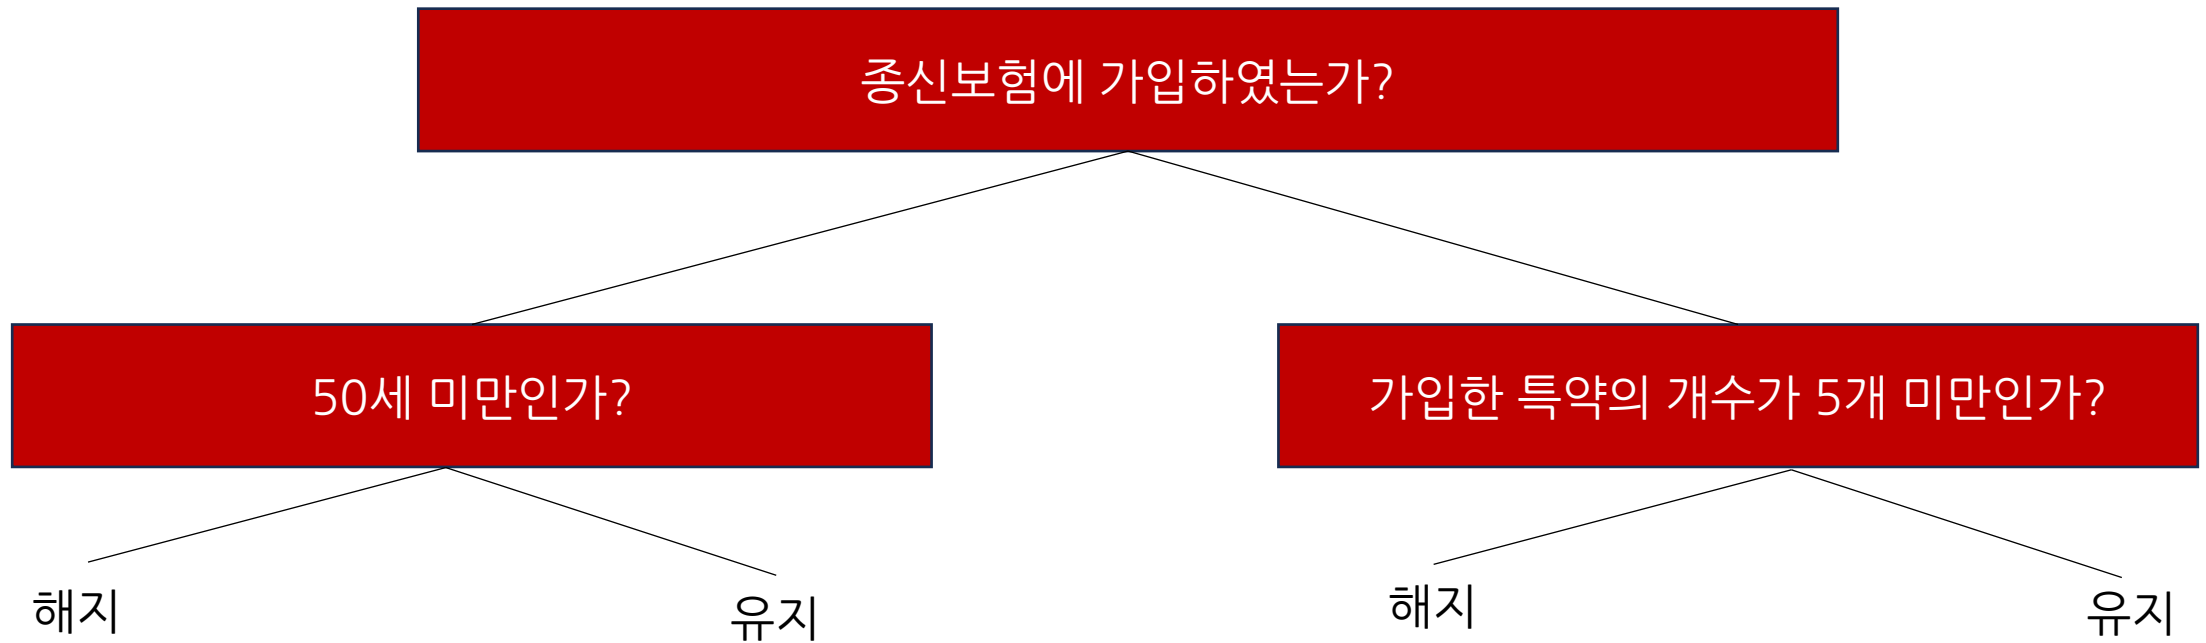 종신보험에 가입하였는가?
50세 미만인가?
가입한 특약의 개수가 5개 미만인가?
해지
유지
해지
유지